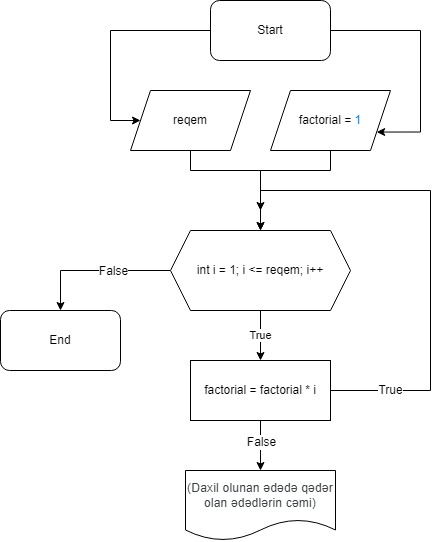 Start
reqem
factorial = 1
int i = 1; i <= reqem; i++
False
End
True
factorial = factorial * i
True
False
(Daxil olunan ədədə qədər
olan ədədlərin cəmi)